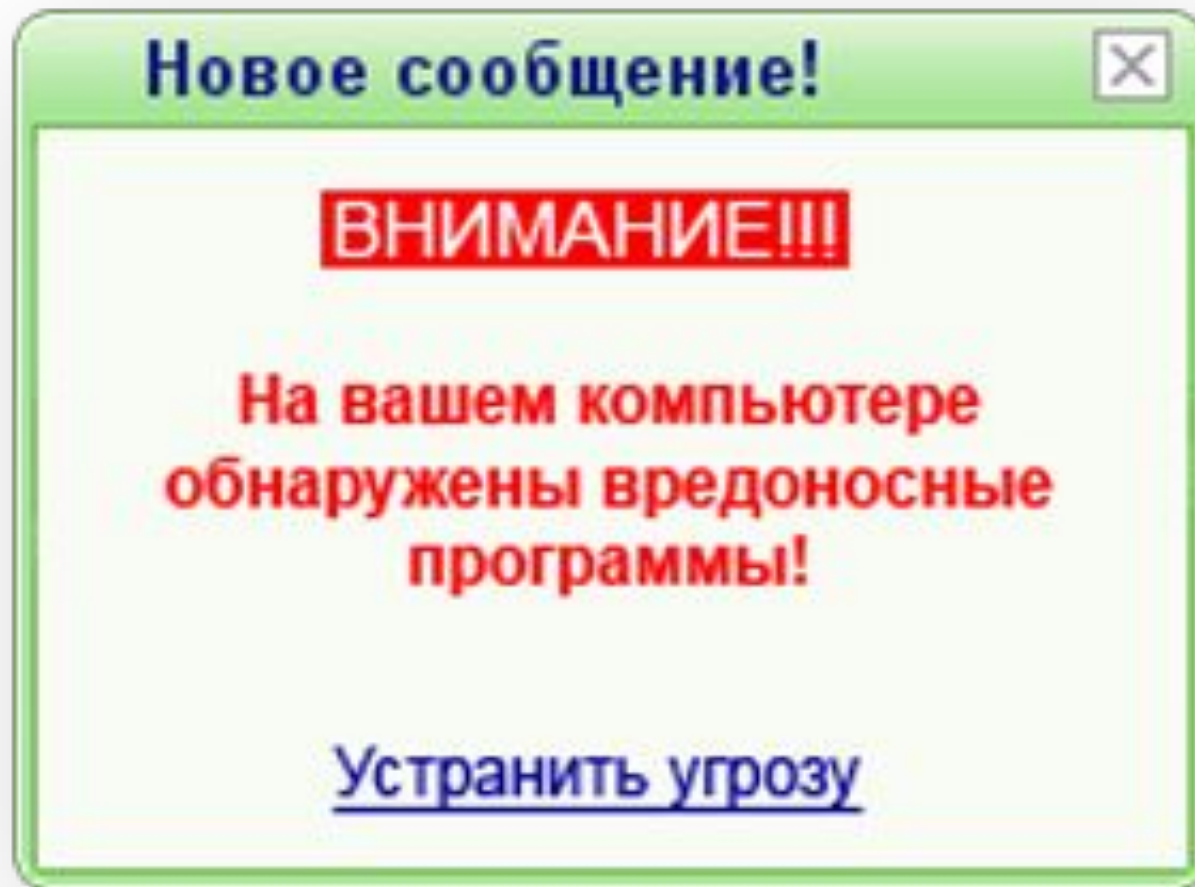 Новое сообщение!
ВНИМАНИЕ!!!
На вашем компьютере
обнаружены вредоносные
программы!
Устранить угрозу